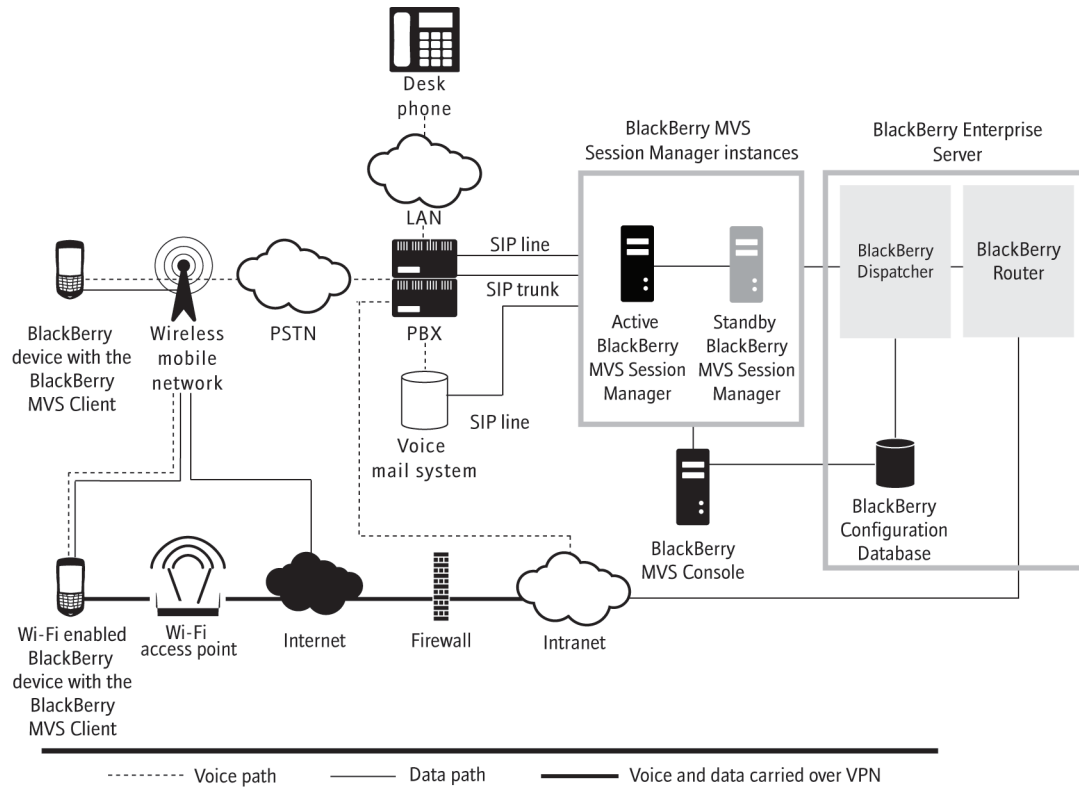 Desk
phone
LAN
BlackBerry MVS
Session Manager instances
BlackBerry Enterprise
Server
SIP line
SIP trunk
BlackBerry
Dispatcher
BlackBerry
Router
BlackBerry
device with the
BlackBerry
MVS Client
Wireless
mobile
network
PSTN
PBX
Active
BlackBerry
MVS Session
Manager
Standby
BlackBerry
MVS Session
Manager
SIP line
Voice
mail system
BlackBerry
MVS Console
BlackBerry
Configuration
Database
Wi-Fi enabled
BlackBerry
device with the
BlackBerry
MVS Client
Wi-Fi
access point
Internet
Firewall
Intranet
Voice path
Data path
Voice and data carried over VPN